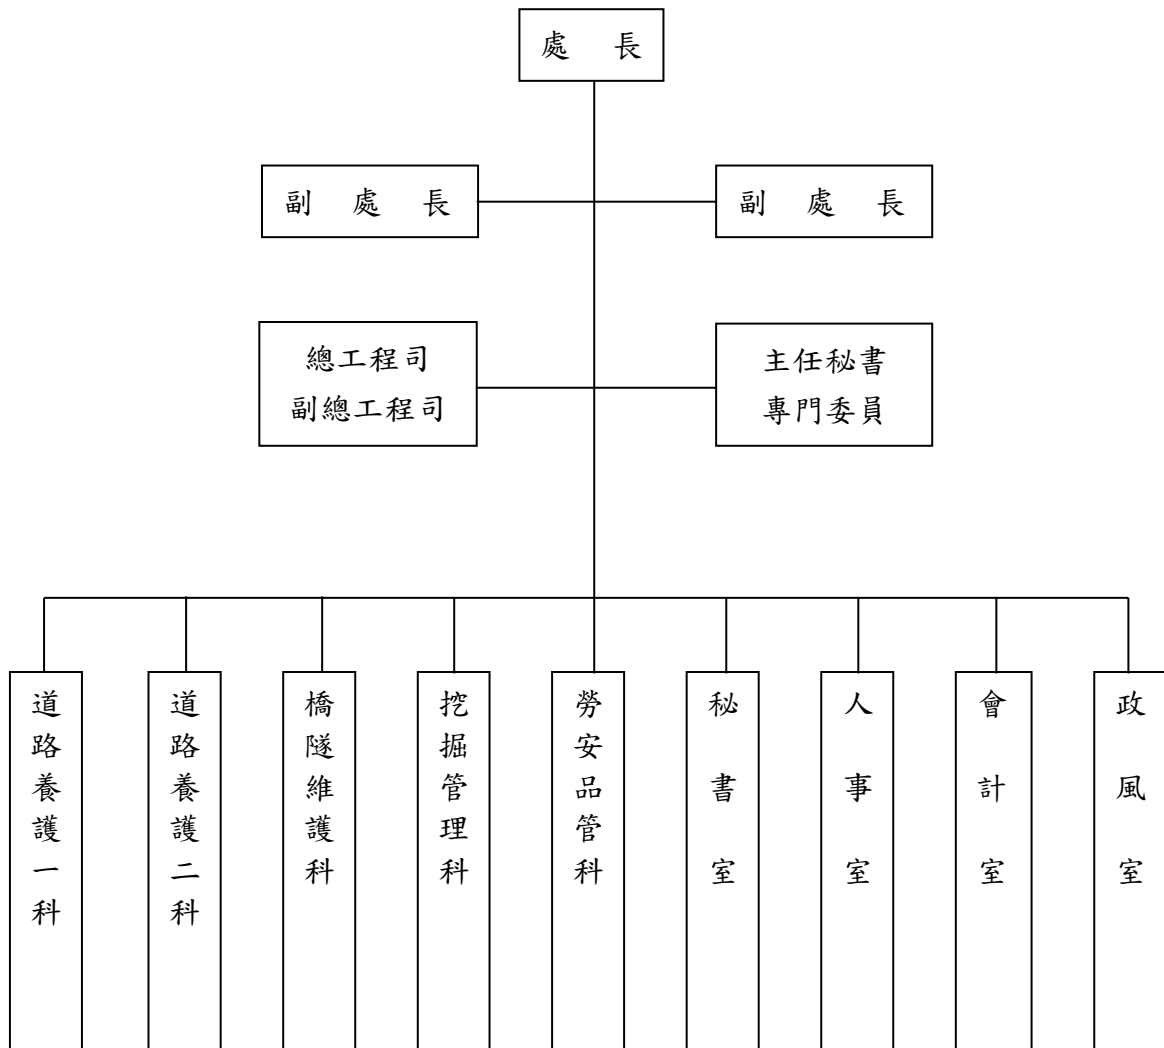 處 長
副 處 長
副 處 長
總工程司
副總工程司
主任秘書
專門委員
道路養護一科
道路養護二科
橋隧維護科
挖掘管理科
勞安品管科
秘書室
人事室
會計室
政風室